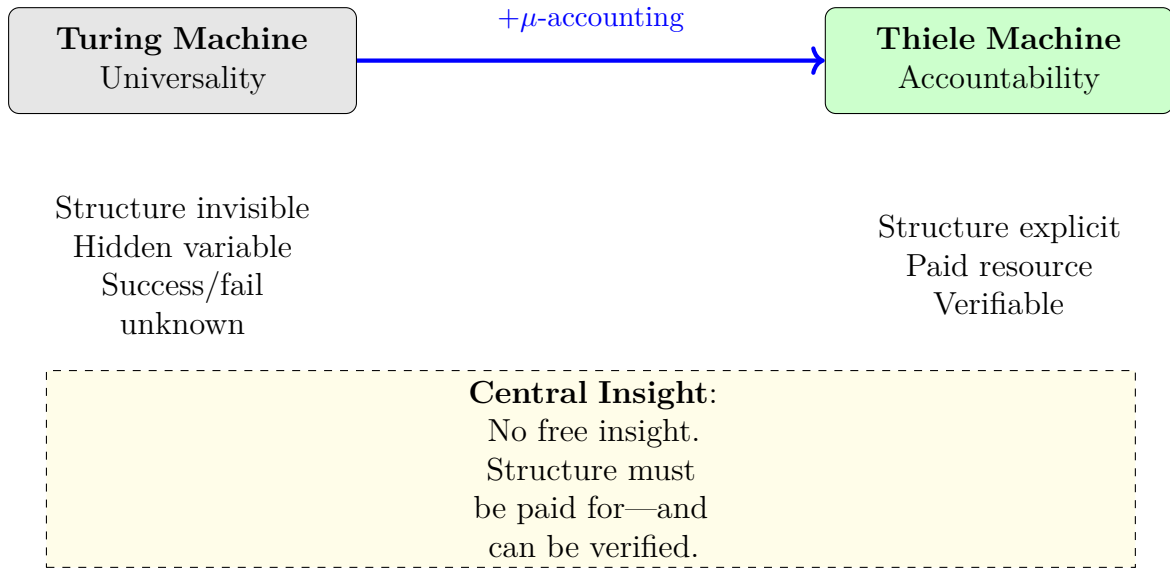 +μ-accounting
Turing Machine
Universality
Thiele Machine
Accountability
Structure invisible
Hidden variable
Success/fail
unknown
Structure explicit
Paid resource
Verifiable
Central Insight:
No free insight.
Structure must
be paid for—and
can be verified.